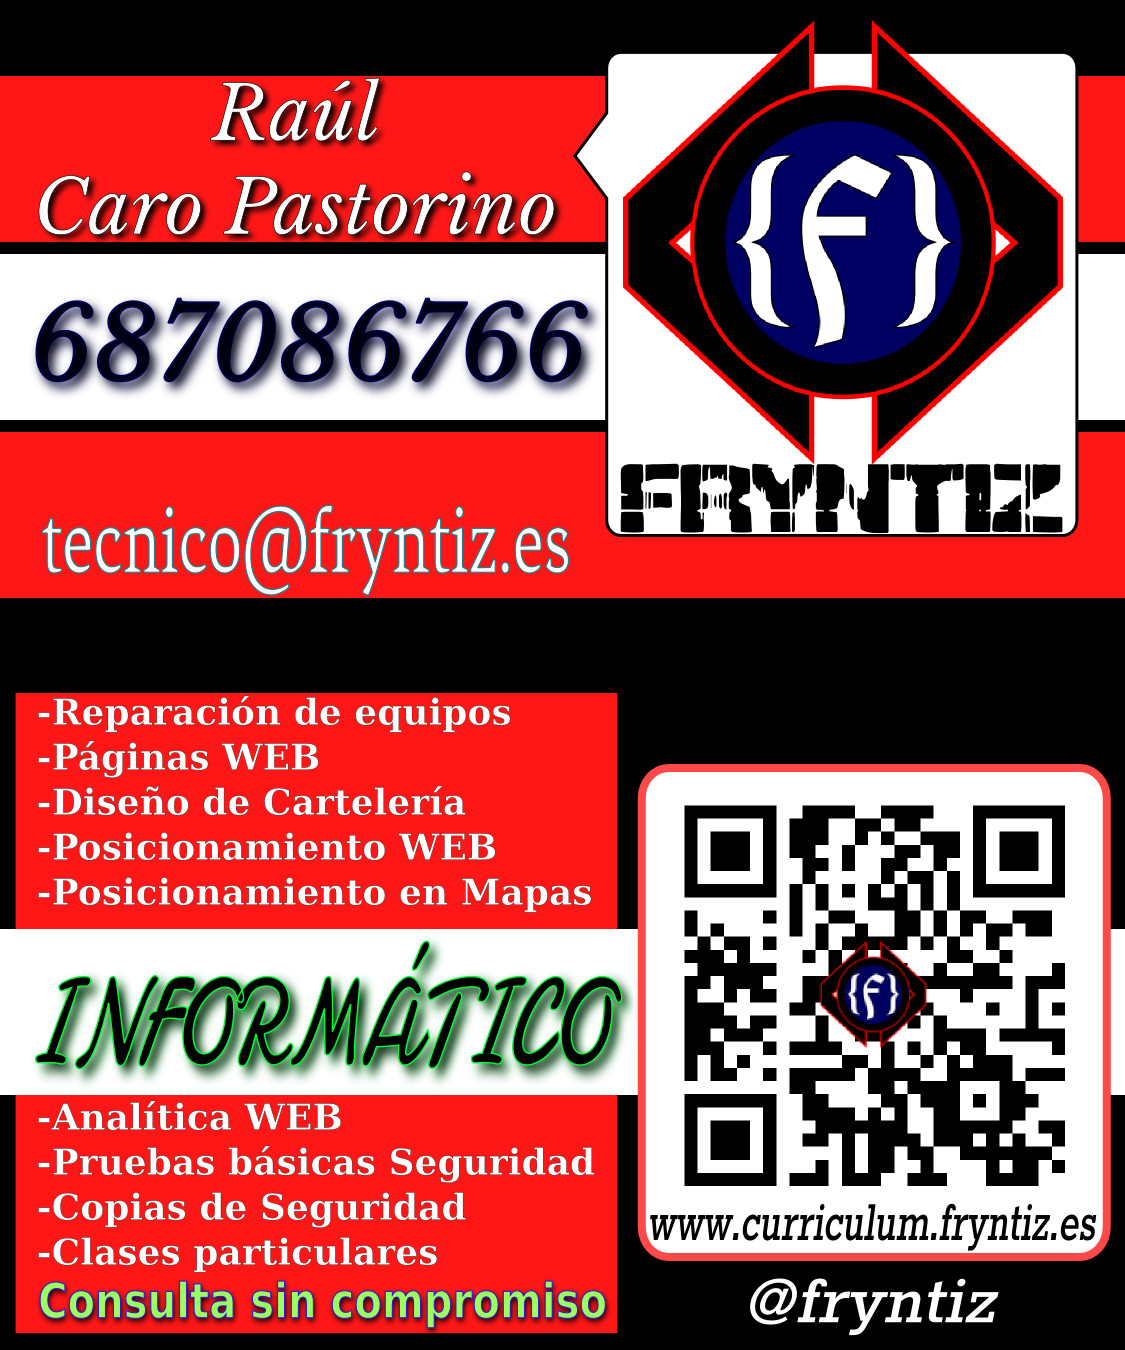 Raúl
Caro Pastorino
687086766
{F}
FRYNTIZ
tecnico@fryntiz.es
-Reparación de equipos
-Páginas WEB
-Diseño de Cartelería
-Posicionamiento WEB
-Posicionamiento en Mapas
INFORMÁTICO
-Analítica WEB
-Pruebas básicas Seguridad
-Copias de Seguridad
-Clases particulares
Consulta sin compromiso
{F}
www.curriculum.fryntiz.es
@fryntiz